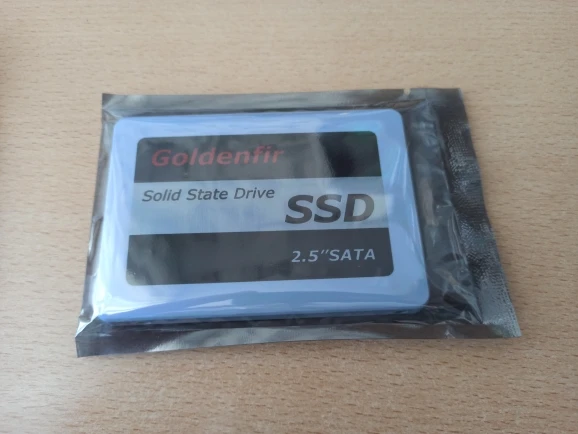 Goldenfir
Solid State Drive
SSD
2.5"SATA